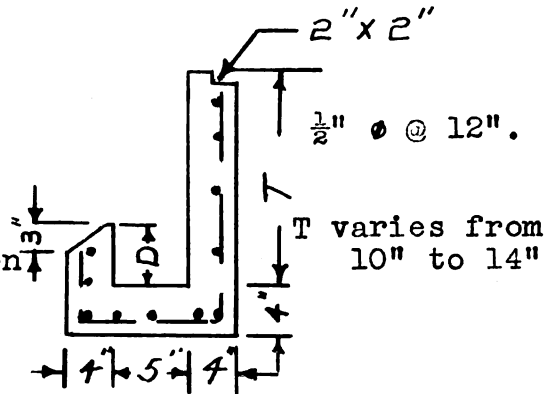 2"x 2"
½" ø @ 12".
T
T varies from
10" to 14"
3"
n
D
4"
4" 5" 4"